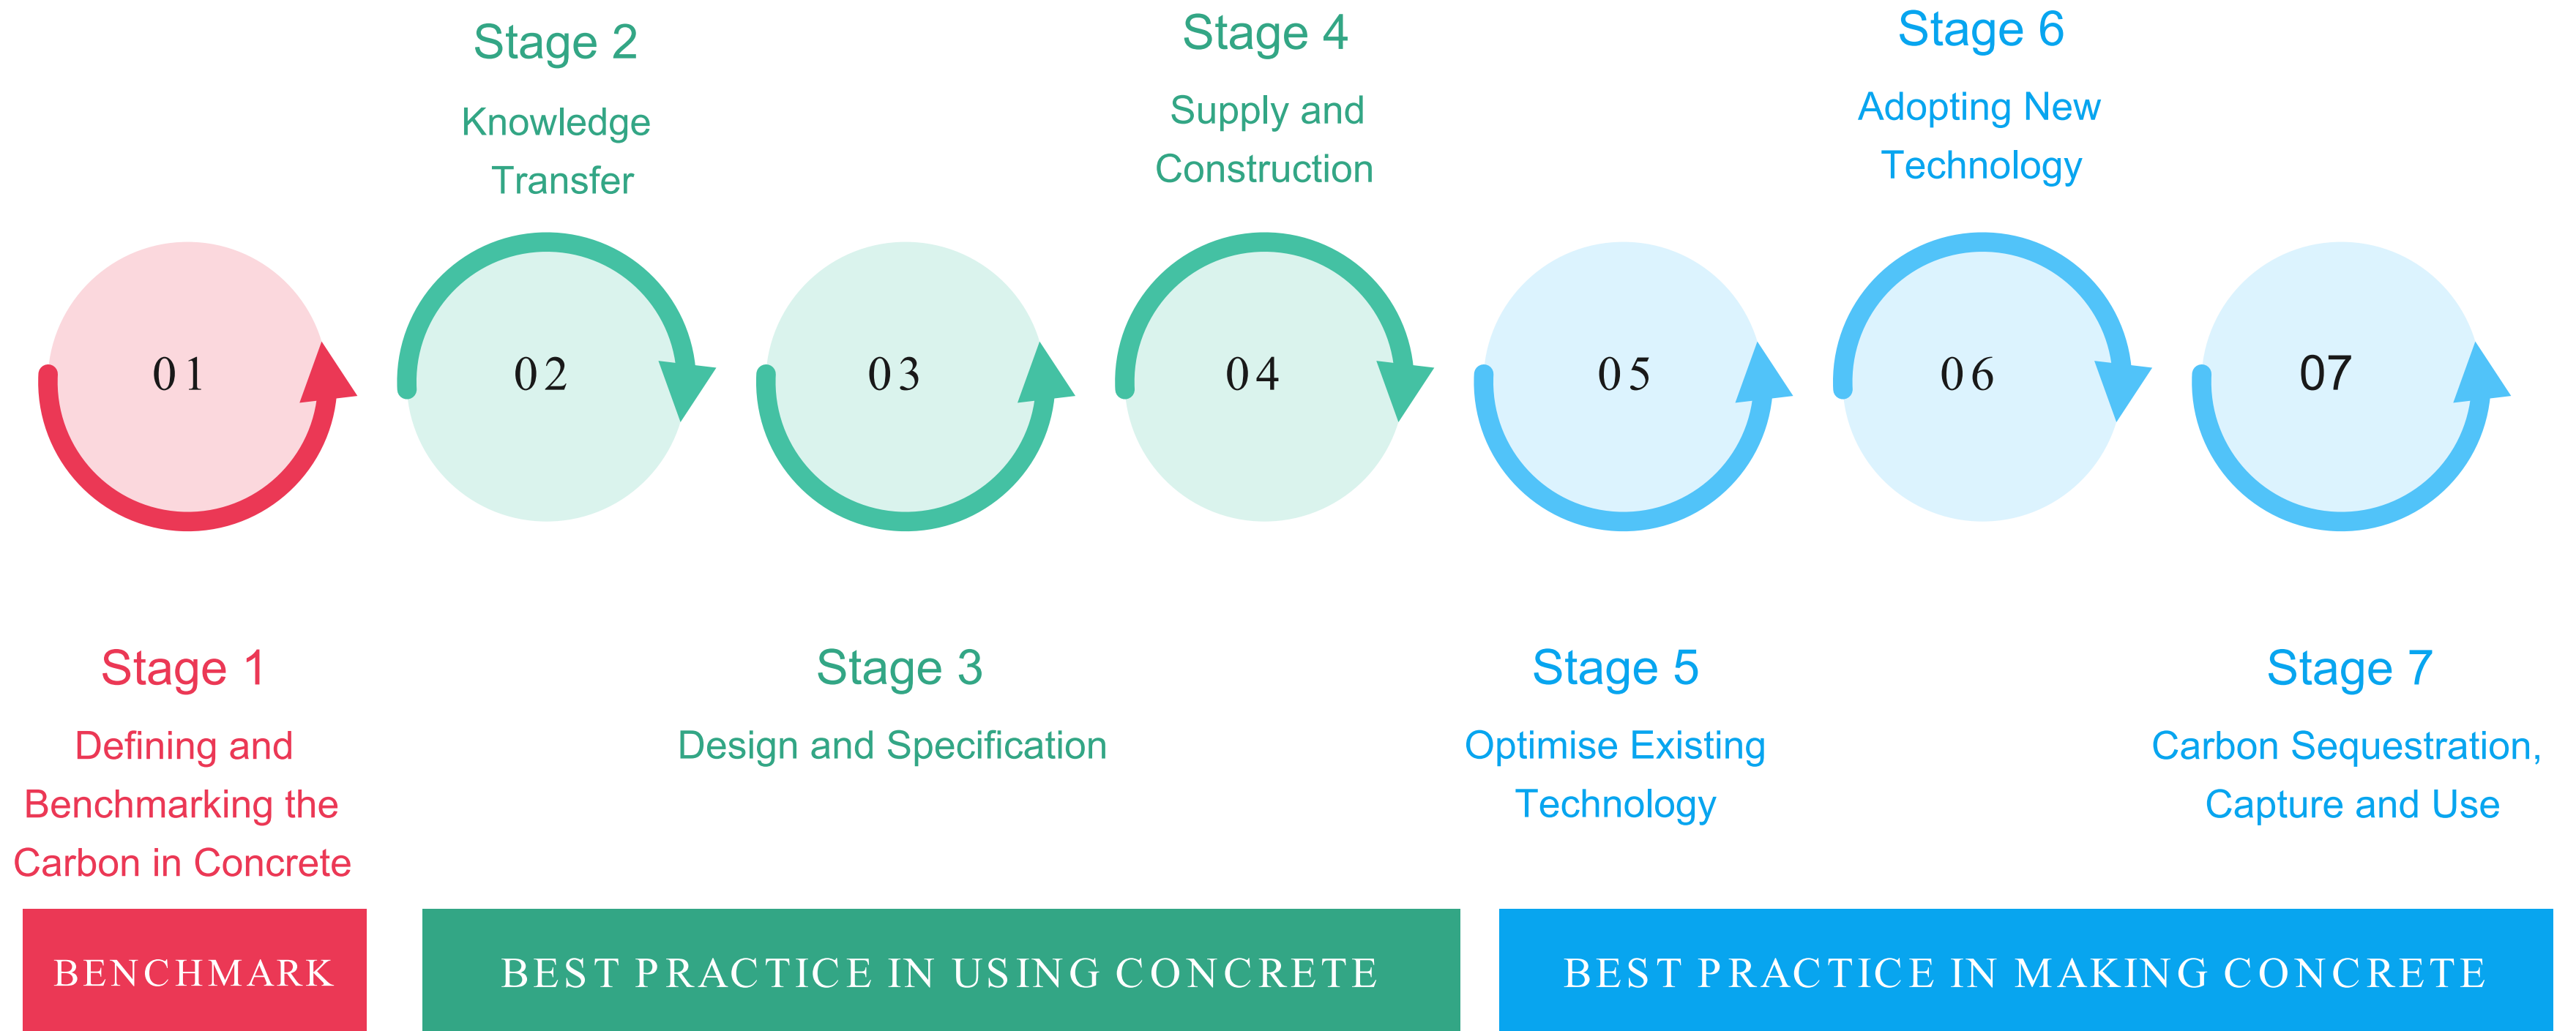 Stage 2
Knowledge
Transfer
Stage 4
Supply and
Construction
Stage 6
Adopting New
Technology
01
02
03
04
05
06
07
Stage 1
Defining and
Benchmarking the
Carbon in Concrete
Stage 3
Design and Specification
Stage 5
Optimise Existing
Technology
Stage 7
Carbon Sequestration,
Capture and Use
BENCHMARK
BEST PRACTICE IN USING CONCRETE
BEST PRACTICE IN MAKING CONCRETE